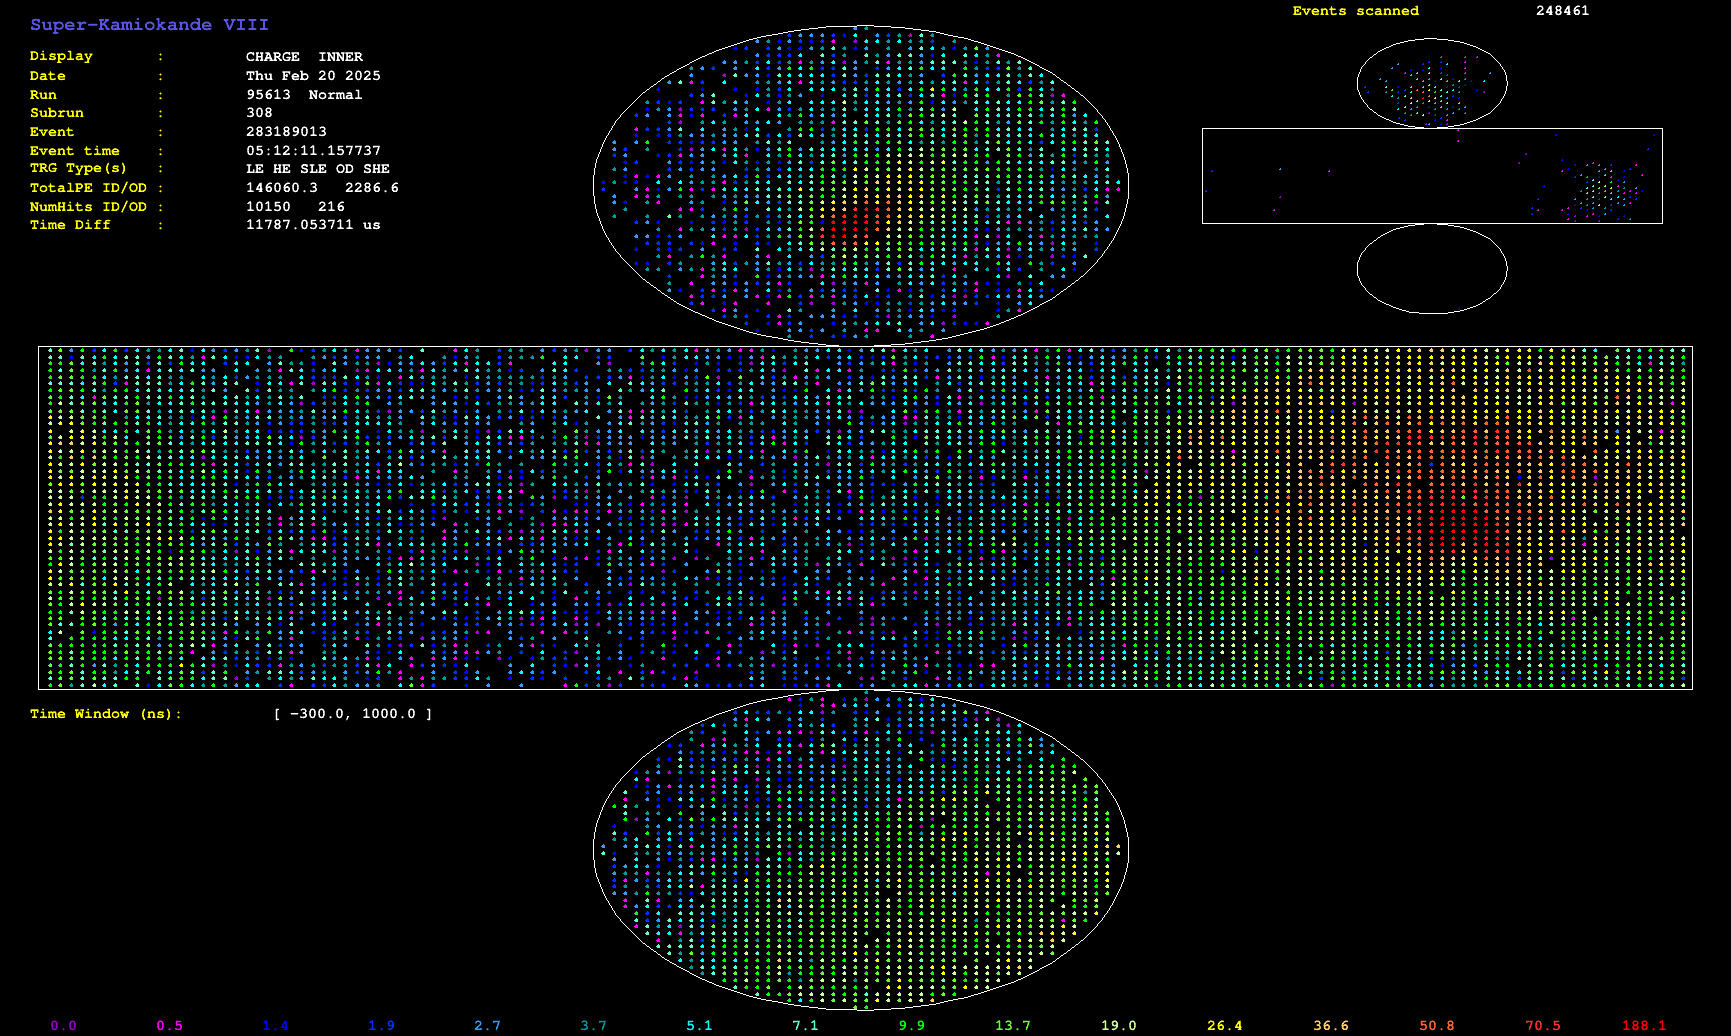 Super-Kamiokande VIII
Events scanned 248461
Display : CHARGE INNER
Date : Thu Feb 20 2025
Run : 95613 Normal
Subrun : 308
Event : 283189013
Event time : 05:12:11.157737
TRG Type(s) : LE HE SLE OD SHE
TotalPE ID/OD : 146060.3 2286.6
NumHits ID/OD : 10150 216
Time Diff : 11787.053711 us
Time Window (ns): [ -300.0, 1000.0 ]
0.0 0.5 1.4 1.9 2.7 3.7 5.1 7.1 9.9 13.7 19.0 26.4 36.6 50.8 70.5 188.1